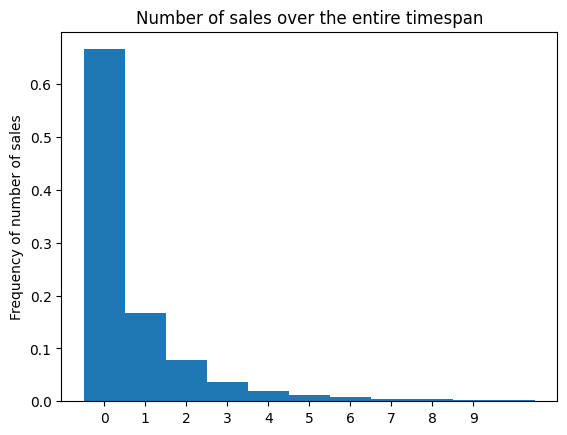 Number of sales over the entire timespan
Frequency of number of sales
0.6
0.5
0.4
0.3
0.2
0.1
0.0
0 1 2 3 4 5 6 7 8 9